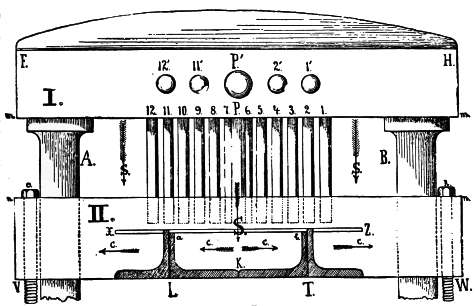 F. H.
12' 11' P' 2' 1'
I. 12 11 10 9 8 7 P. 6 5 4 3 2 1.
A. B.
S. S.
a. b.
II. S.
x. Z.
a e
c. c. c. c.
K.
V L. T. W.